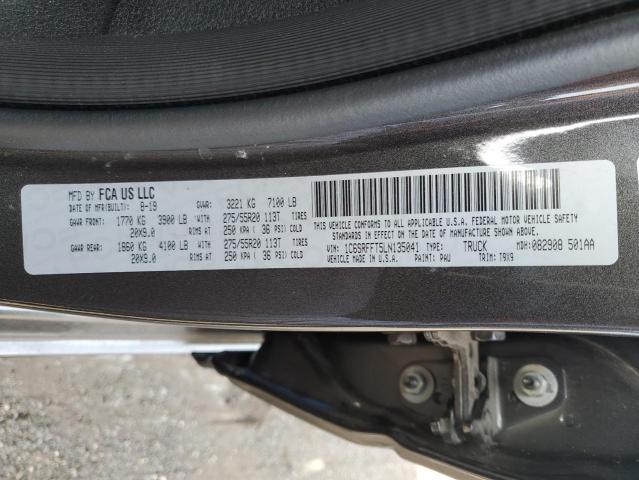 MFD BY FCA US LLC
DATE OF MFR(BUILT): 8-19 GVWR: 3221 KG 7100 LB
GAWR FRONT: 1770 KG 3900 LB WITH 275/55R20 113T TIRES
20X9.0 RIMS AT 250 KPA ( 36 PSI) COLD
GAWR REAR: 1860 KG 4100 LB WITH 275/55R20 113T TIRES
20X9.0 RIMS AT 250 KPA ( 36 PSI) COLD
THIS VEHICLE CONFORMS TO ALL APPLICABLE U.S.A. FEDERAL MOTOR VEHICLE SAFETY
STANDARDS IN EFFECT ON THE DATE OF MANUFACTURE SHOWN ABOVE.
VIN: 1C6SRFFT5LN135041 TYPE: TRUCK MDH: 082908 501AA
VEHICLE MADE IN U.S.A. PAINT: PAU TRIM: T9X9